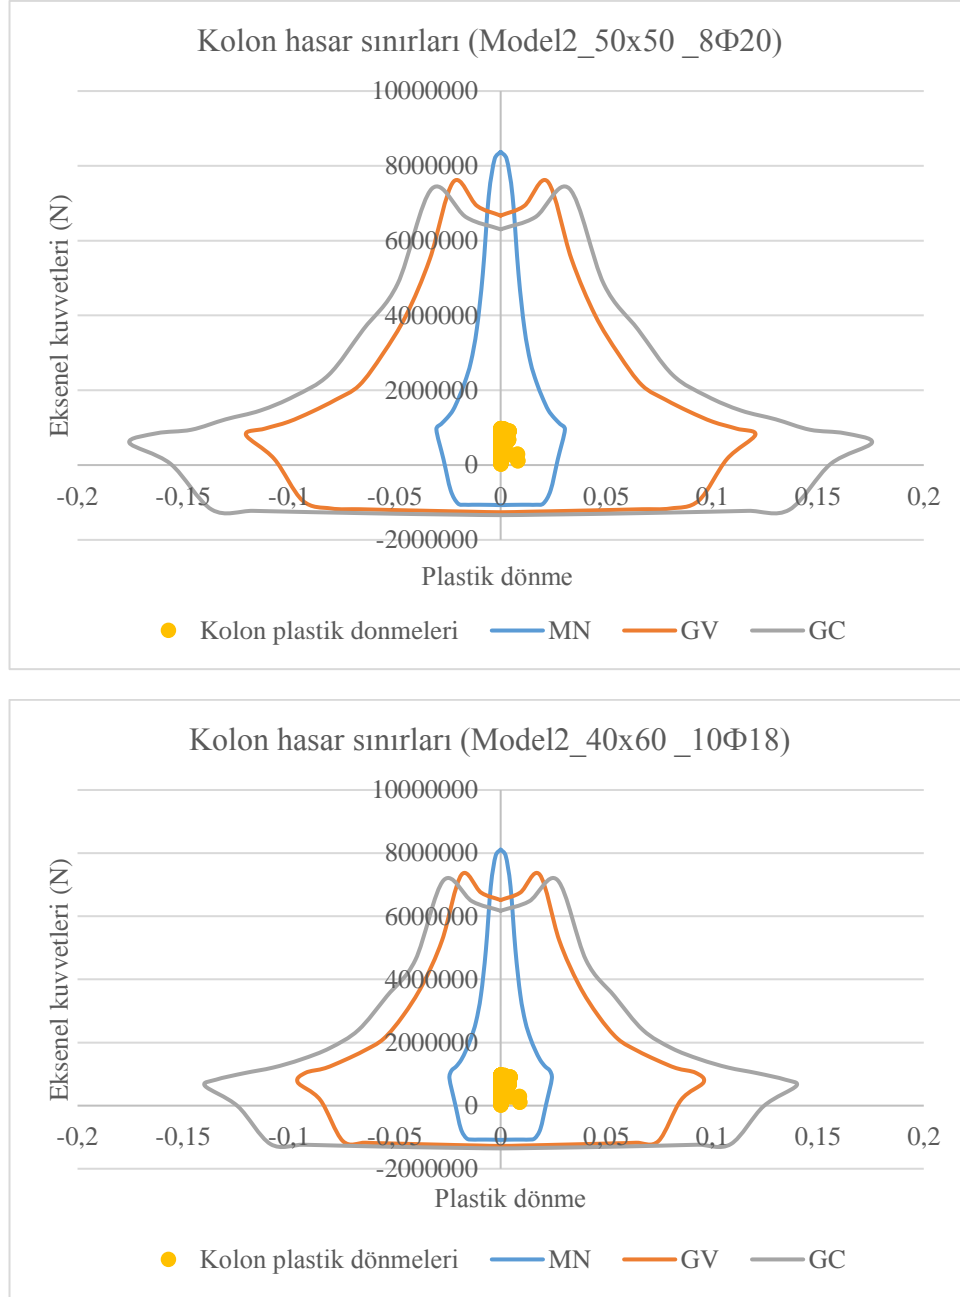 Kolon hasar sınırları (Model2_50x50 _8Φ20)
10000000
8000000
6000000
4000000
2000000
0
-2000000
-0,2 -0,15 -0,1 -0,05 0 0,05 0,1 0,15 0,2
Eksenel kuvvetleri (N)
Plastik dönme
Kolon plastik donmeleri MN GV GC
Kolon hasar sınırları (Model2_40x60 _10Φ18)
10000000
8000000
6000000
4000000
2000000
0
-2000000
-0,2 -0,15 -0,1 -0,05 0 0,05 0,1 0,15 0,2
Eksenel kuvvetleri (N)
Plastik dönme
Kolon plastik dönmeleri MN GV GC